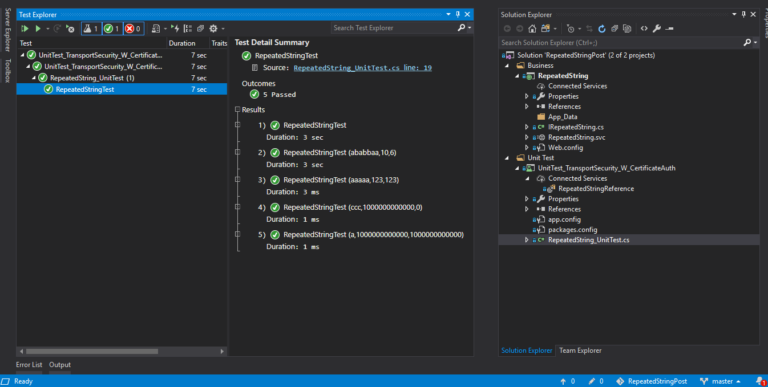 Server Explorer
Toolbox
Test Explorer
1
1
0
Search Test Explorer
Test
Duration
Traits
UnitTest_TransportSecurity_W_Certificat...
7 sec
UnitTest_TransportSecurity_W_Certific...
7 sec
RepeatedString_UnitTest (1)
7 sec
RepeatedStringTest
7 sec
Test Detail Summary
RepeatedStringTest
Source: RepeatedString_UnitTest.cs line: 19
Outcomes
5 Passed
Results
1) RepeatedStringTest
Duration: 3 sec
2) RepeatedStringTest (ababbaa,10,6)
Duration: 3 sec
3) RepeatedStringTest (aaaaa,123,123)
Duration: 3 ms
4) RepeatedStringTest (ccc,1000000000000,0)
Duration: 1 ms
5) RepeatedStringTest (a,1000000000000,1000000000000)
Duration: 1 ms
Error List
Output
Solution Explorer
Search Solution Explorer (Ctrl+;)
Solution 'RepeatedStringPost' (2 of 2 projects)
Business
RepeatedString
Connected Services
Properties
References
App_Data
IRepeatedString.cs
RepeatedString.svc
Web.config
Unit Test
UnitTest_TransportSecurity_W_CertificateAuth
Connected Services
RepeatedStringReference
Properties
References
app.config
packages.config
RepeatedString_UnitTest.cs
Solution Explorer
Team Explorer
Properties
Ready
0
0
RepeatedStringPost
master
1